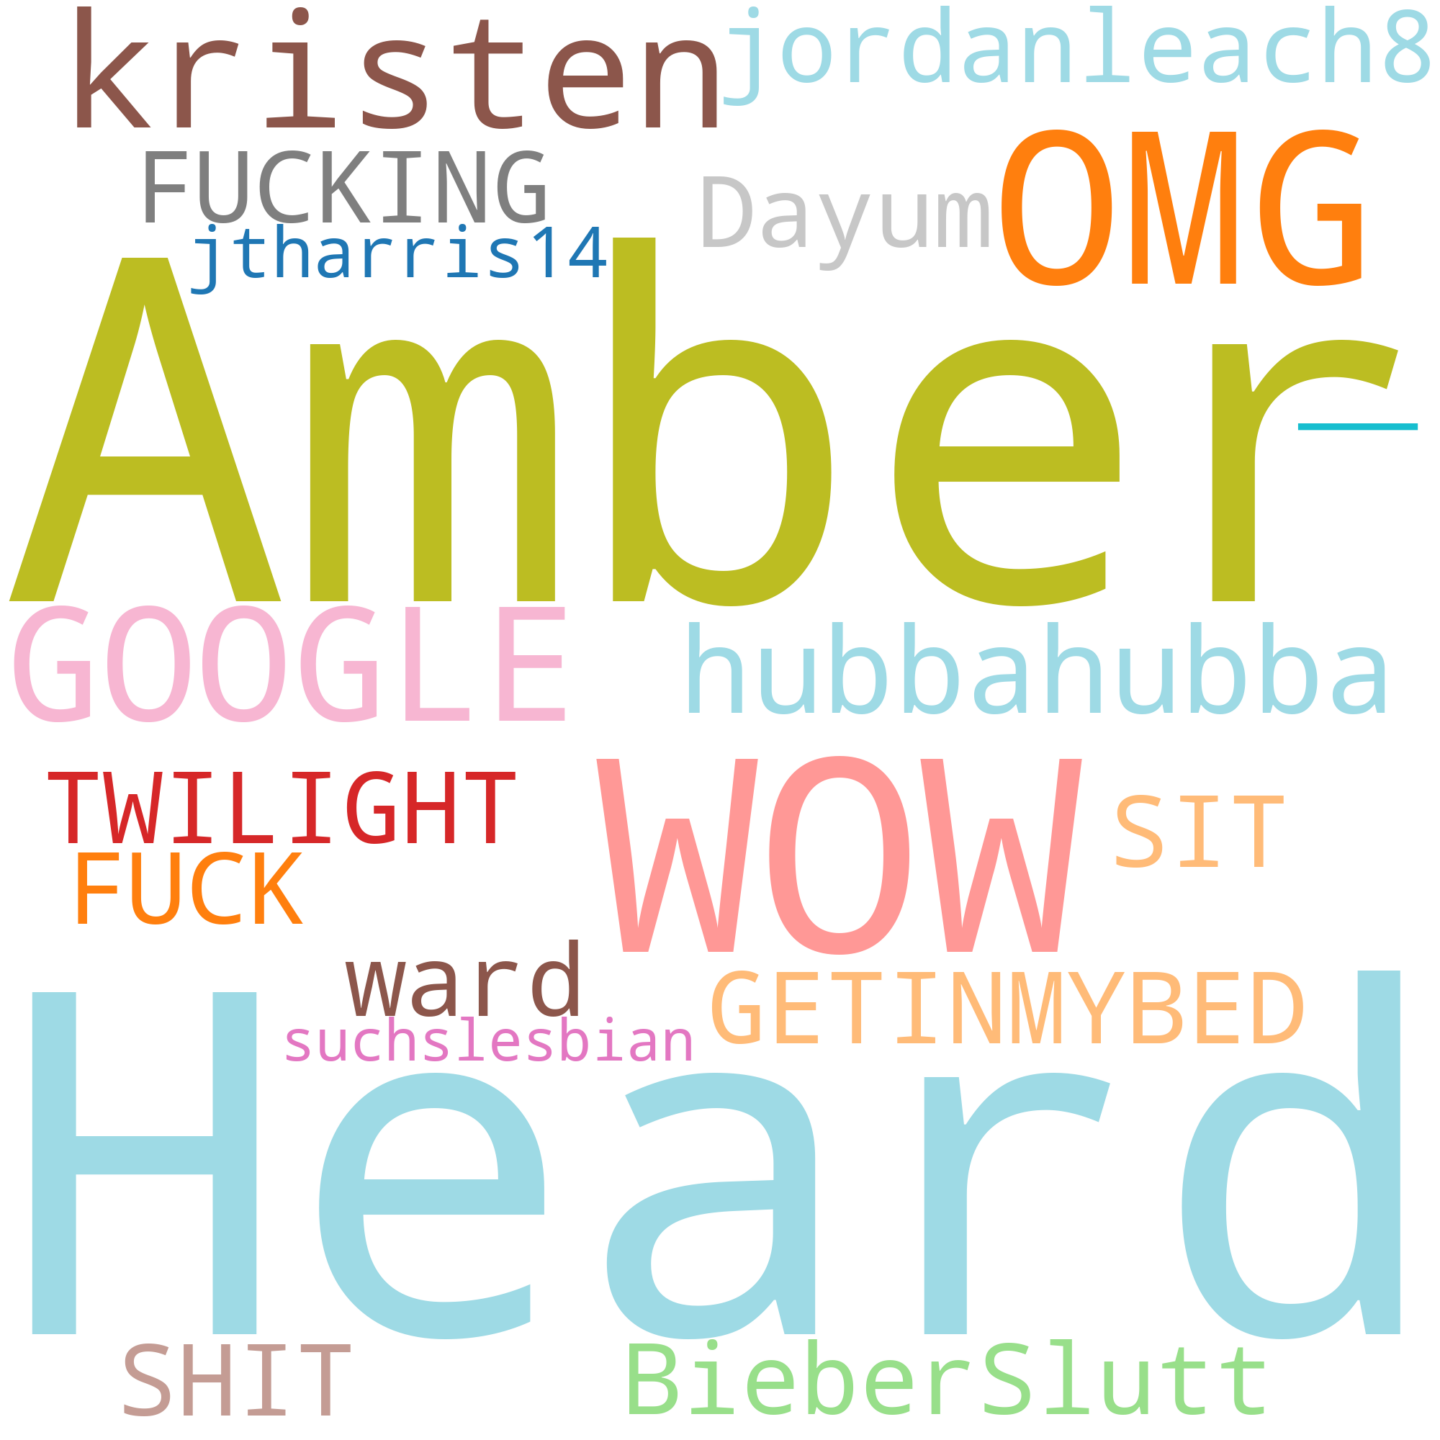 kristen jordanleach8
FUCKING Dayum OMG
jtharris14
Amber
_
GOOGLE hubbahubba
TWILIGHT WOW SIT
FUCK
ward GETINMYBED
suchslesbian
Heard
SHIT BieberSlutt